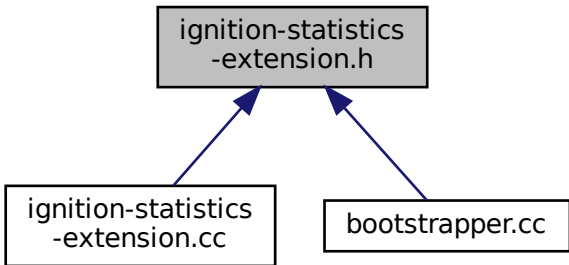 ignition-statistics
-extension.h
ignition-statistics
-extension.cc
bootstrapper.cc